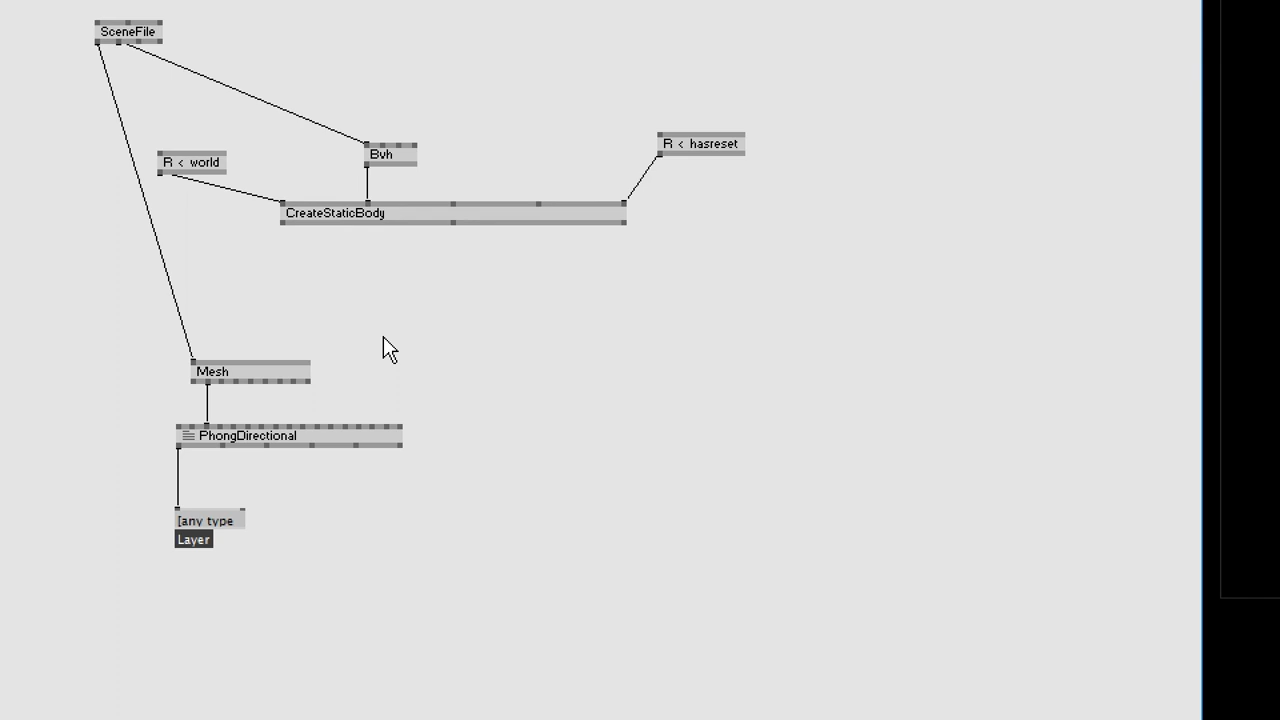 SceneFile
R < hasreset
Bvh
R < world
CreateStaticBody
Mesh
PhongDirectional
[any type
Layer